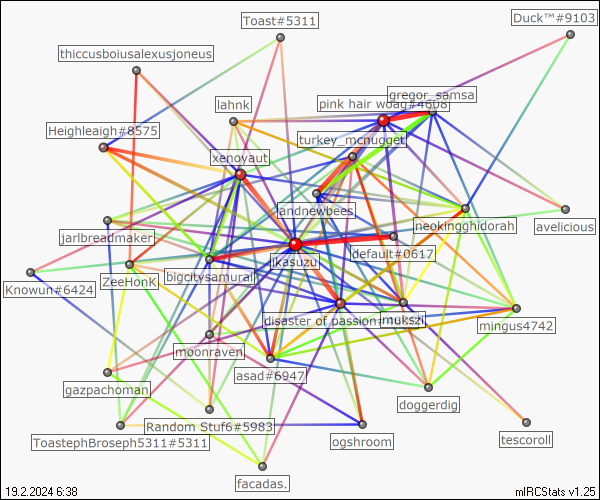 Duck™#9103
Toast#5311
thiccusboiusalexusjoneus
gregor_samsa
lahnk
pink hair woag#4608
Heighleaigh#8575
turkey_mcnugget
xenoyaut
andnewbees
neokingghidorah
avelicious
jarlbreadmaker
default#0617
jikasuzu
bigcitysamurai
ZeeHonK
Knowun#6424
disaster of passion
mukszi
mingus4742
moonraven
asad#6947
gazpachoman
doggerdig
Random Stuf6#5983
ToastephBroseph5311#5311
ogshroom
tescoroll
facadas.
19.2.2024 6:38
mIRCStats v1.25